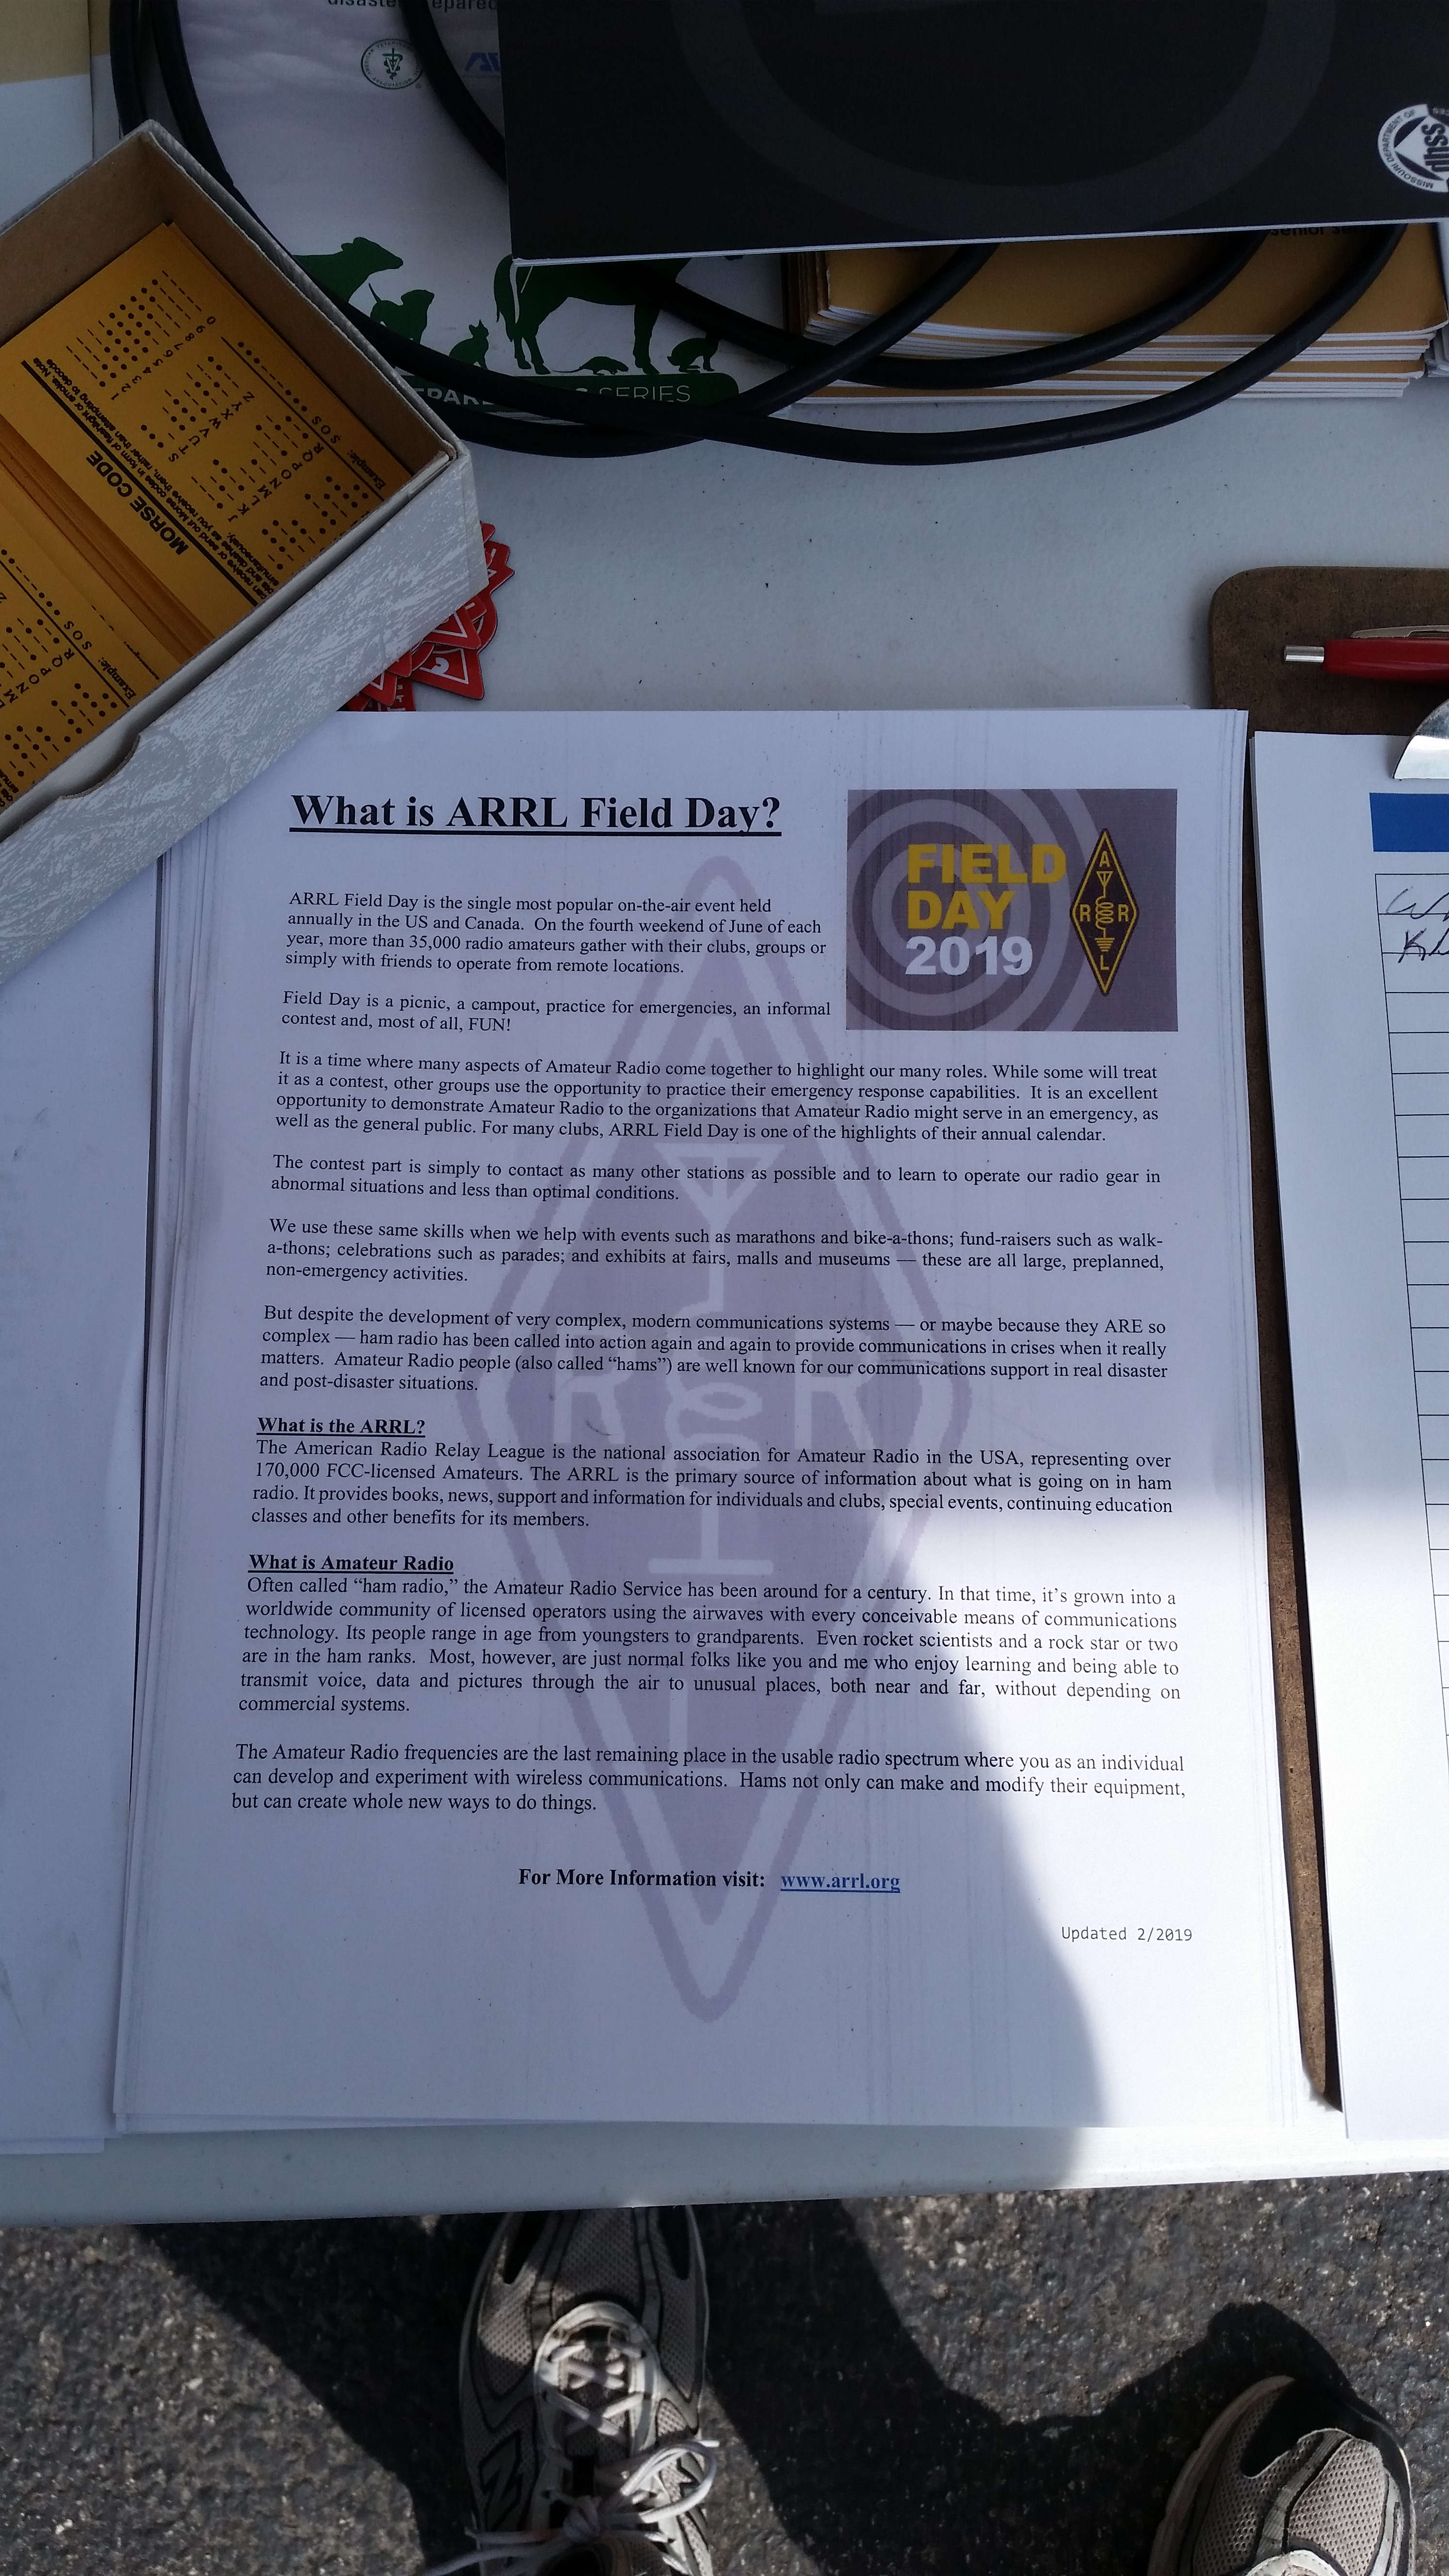 MISSOURI DEPARTMENT OF
dhss
SERIES
MORSE CODE
Example:
SOS
Example:
SOS
What is ARRL Field Day?
FIELD
DAY
2019
A
R R
L
ARRL Field Day is the single most popular on-the-air event held
annually in the US and Canada. On the fourth weekend of June of each
year, more than 35,000 radio amateurs gather with their clubs, groups or
simply with friends to operate from remote locations.
Field Day is a picnic, a campout, practice for emergencies, an informal
contest and, most of all, FUN!
It is a time where many aspects of Amateur Radio come together to highlight our many roles. While some will treat
it as a contest, other groups use the opportunity to practice their emergency response capabilities. It is an excellent
opportunity to demonstrate Amateur Radio to the organizations that Amateur Radio might serve in an emergency, as
well as the general public. For many clubs, ARRL Field Day is one of the highlights of their annual calendar.
The contest part is simply to contact as many other stations as possible and to learn to operate our radio gear in
abnormal situations and less than optimal conditions.
We use these same skills when we help with events such as marathons and bike-a-thons; fund-raisers such as walk-
a-thons; celebrations such as parades; and exhibits at fairs, malls and museums — these are all large, preplanned,
non-emergency activities.
But despite the development of very complex, modern communications systems — or maybe because they ARE so
complex — ham radio has been called into action again and again to provide communications in crises when it really
matters. Amateur Radio people (also called “hams”) are well known for our communications support in real disaster
and post-disaster situations.
What is the ARRL?
The American Radio Relay League is the national association for Amateur Radio in the USA, representing over
170,000 FCC-licensed Amateurs. The ARRL is the primary source of information about what is going on in ham
radio. It provides books, news, support and information for individuals and clubs, special events, continuing education
classes and other benefits for its members.
What is Amateur Radio
Often called “ham radio,” the Amateur Radio Service has been around for a century. In that time, it’s grown into a
worldwide community of licensed operators using the airwaves with every conceivable means of communications
technology. Its people range in age from youngsters to grandparents. Even rocket scientists and a rock star or two
are in the ham ranks. Most, however, are just normal folks like you and me who enjoy learning and being able to
transmit voice, data and pictures through the air to unusual places, both near and far, without depending on
commercial systems.
The Amateur Radio frequencies are the last remaining place in the usable radio spectrum where you as an individual
can develop and experiment with wireless communications. Hams not only can make and modify their equipment,
but can create whole new ways to do things.
For More Information visit: www.arrl.org
Updated 2/2019